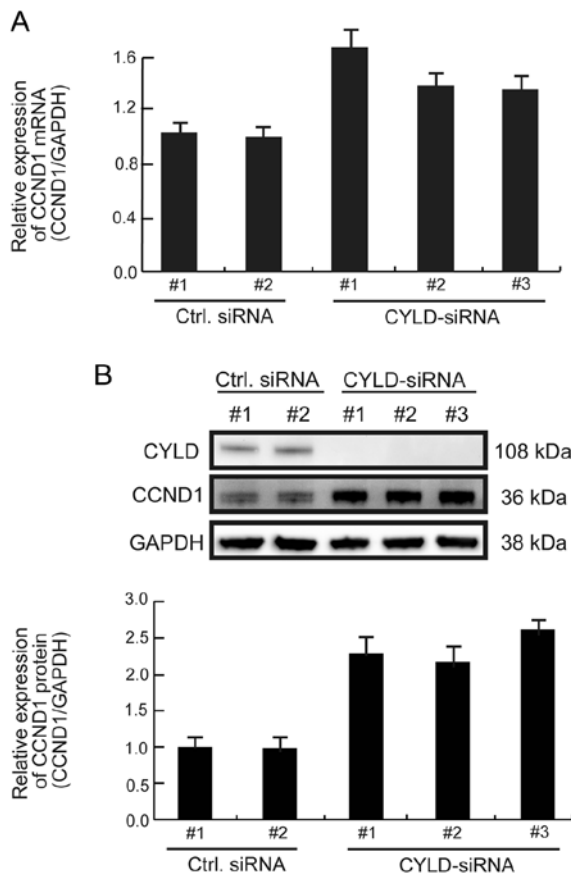 A
Relative expression
of CCND1 mRNA
(CCND1/GAPDH)
1.6
1.2
0.8
0.4
0.0
#1 #2 #1 #2 #3
Ctrl. siRNA CYLD-siRNA
B
Ctrl. siRNA CYLD-siRNA
#1 #2 #1 #2 #3
CYLD 108 kDa
CCND1 36 kDa
GAPDH 38 kDa
Relative expression
of CCND1 protein
(CCND1/GAPDH)
3.0
2.5
2.0
1.5
1.0
0.5
0.0
#1 #2 #1 #2 #3
Ctrl. siRNA CYLD-siRNA